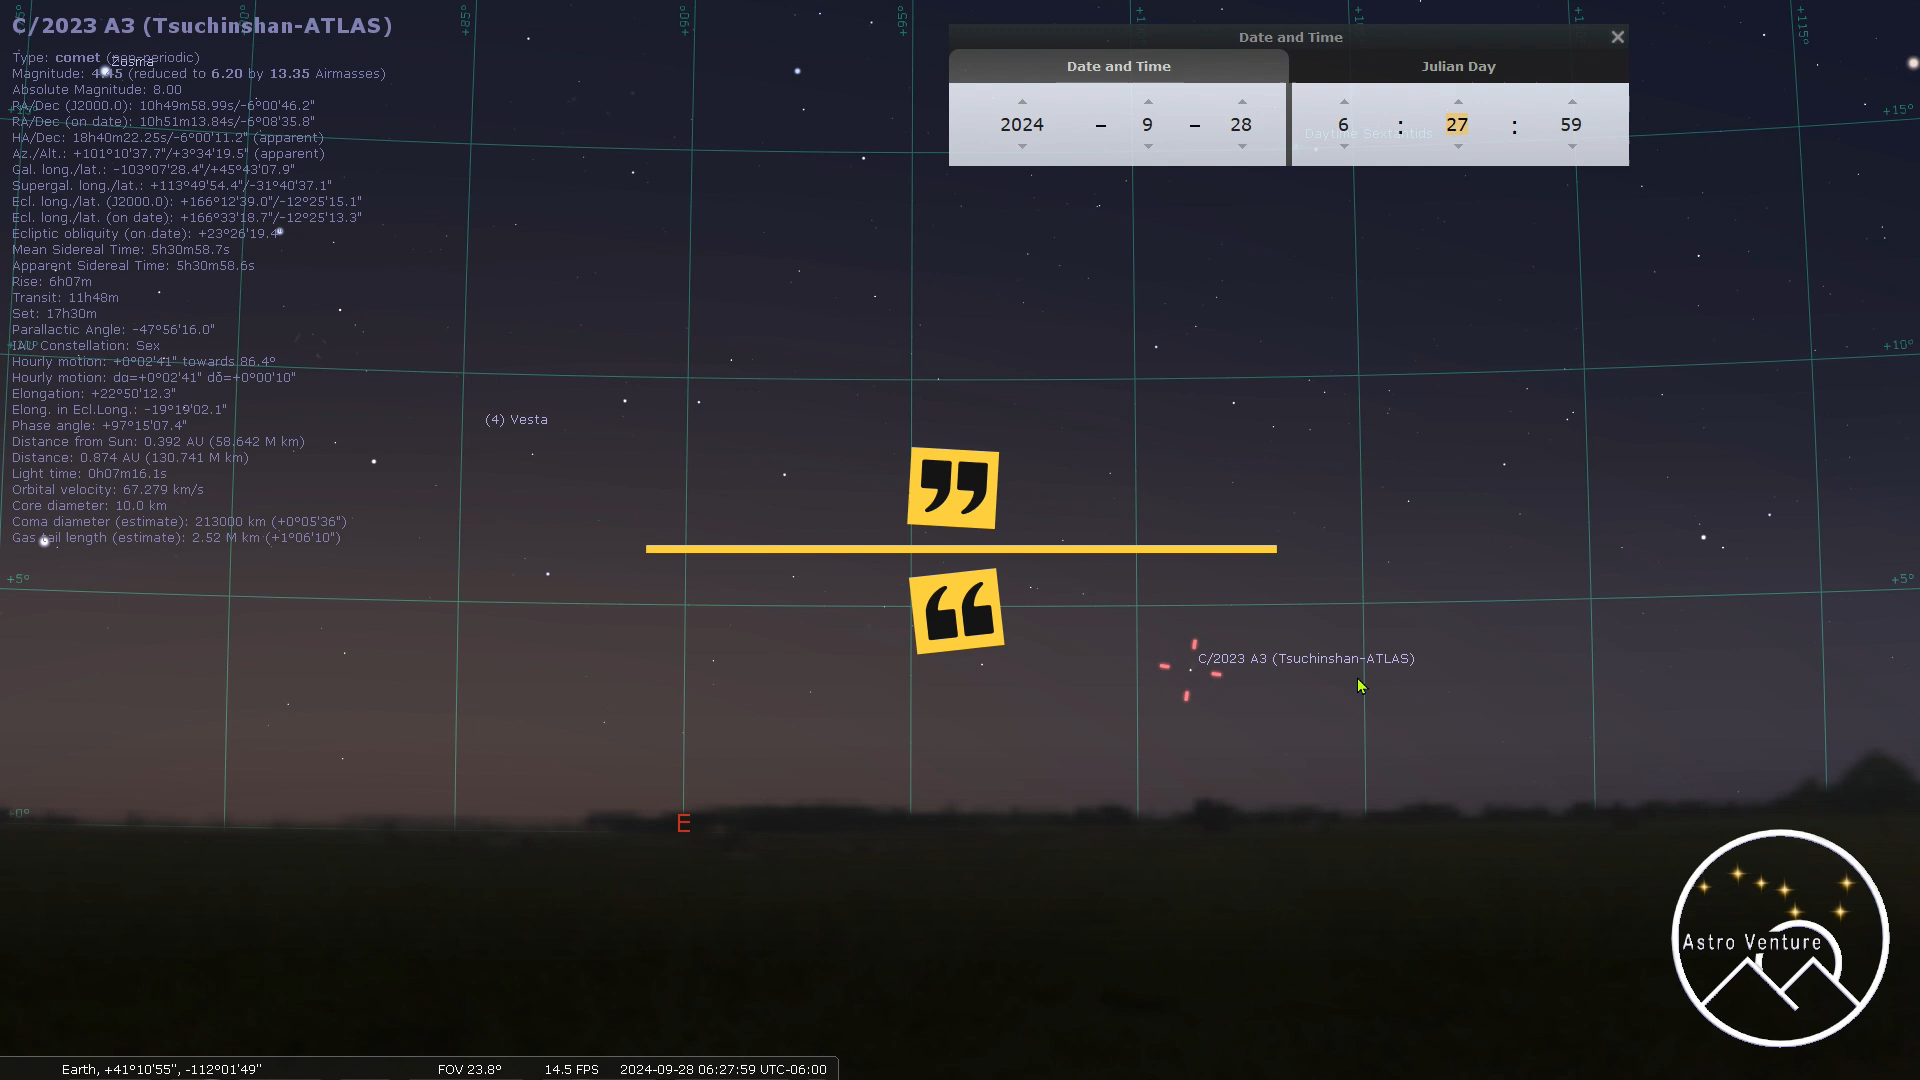 C/2023 A3 (Tsuchinshan-ATLAS)
Type: comet (non-periodic)
Zosma
Magnitude: 4.45 (reduced to 6.20 by 13.35 Airmasses)
Absolute Magnitude: 8.00
RA/Dec (J2000.0): 10h49m58.99s/-6°00'46.2"
RA/Dec (on date): 10h51m13.84s/-6°08'35.8"
HA/Dec: 18h40m22.25s/-6°00'11.2" (apparent)
Az./Alt.: +101°10'37.7"/+3°34'19.5" (apparent)
Gal. long./lat.: -103°07'28.4"/+45°43'07.9"
Supergal. long./lat.: +113°49'54.4"/-31°40'37.1"
Ecl. long./lat. (J2000.0): +166°12'39.0"/-12°25'15.1"
Ecl. long./lat. (on date): +166°33'18.7"/-12°25'13.3"
Ecliptic obliquity (on date): +23°26'19.4"
Mean Sidereal Time: 5h30m58.7s
Apparent Sidereal Time: 5h30m58.6s
Rise: 6h07m
Transit: 11h48m
Set: 17h30m
Parallactic Angle: -47°56'16.0"
IAU Constellation: Sex
Hourly motion: +0°02'41" towards 86.4°
Hourly motion: dα=+0°02'41" dδ=+0°00'10"
Elongation: +22°50'12.3"
Elong. in Ecl.Long.: -19°19'02.1"
Phase angle: +97°15'07.4"
Distance from Sun: 0.392 AU (58.642 M km)
Distance: 0.874 AU (130.741 M km)
Light time: 0h07m16.1s
Orbital velocity: 67.279 km/s
Core diameter: 10.0 km
Coma diameter (estimate): 213000 km (+0°05'36")
Gas tail length (estimate): 2.52 M km (+1°06'10")
+85°
+90°
+95°
+115°
Date and Time
Date and Time
Julian Day
2024 - 9 - 28
6 : 27 : 59
Daytime Sextantids
+15°
+10°
+5°
+5°
+0°
(4) Vesta
C/2023 A3 (Tsuchinshan-ATLAS)
E
Astro Venture
Earth, +41°10'55", -112°01'49"
FOV 23.8°
14.5 FPS
2024-09-28 06:27:59 UTC-06:00